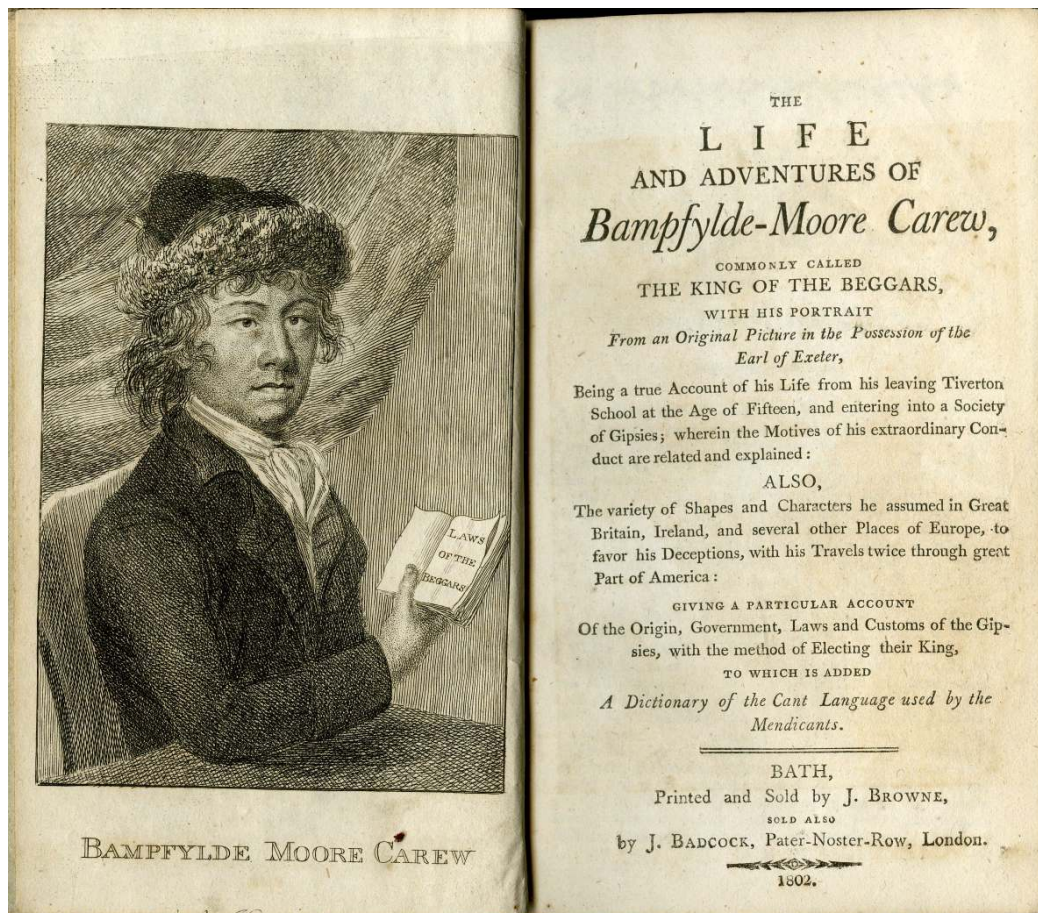 LAWS
OF THE
BEGGARS
BAMPFYLDE MOORE CAREW
THE
LIFE
AND ADVENTURES OF
Bampfylde-Moore Carew,
COMMONLY CALLED
THE KING OF THE BEGGARS,
WITH HIS PORTRAIT
From an Original Picture in the Possession of the
Earl of Exeter,
Being a true Account of his Life from his leaving Tiverton
School at the Age of Fifteen, and entering into a Society
of Gipsies; wherein the Motives of his extraordinary Con-
duct are related and explained:
ALSO,
The variety of Shapes and Characters he assumed in Great
Britain, Ireland, and several other Places of Europe, to
favor his Deceptions, with his Travels twice through great
Part of America:
GIVING A PARTICULAR ACCOUNT
Of the Origin, Government, Laws and Customs of the Gip-
sies, with the method of Electing their King,
TO WHICH IS ADDED
A Dictionary of the Cant Language used by the
Mendicants.
BATH,
Printed and Sold by J. BROWNE,
SOLD ALSO
by J. BADCOCK, Pater-Noster-Row, London.
1802.